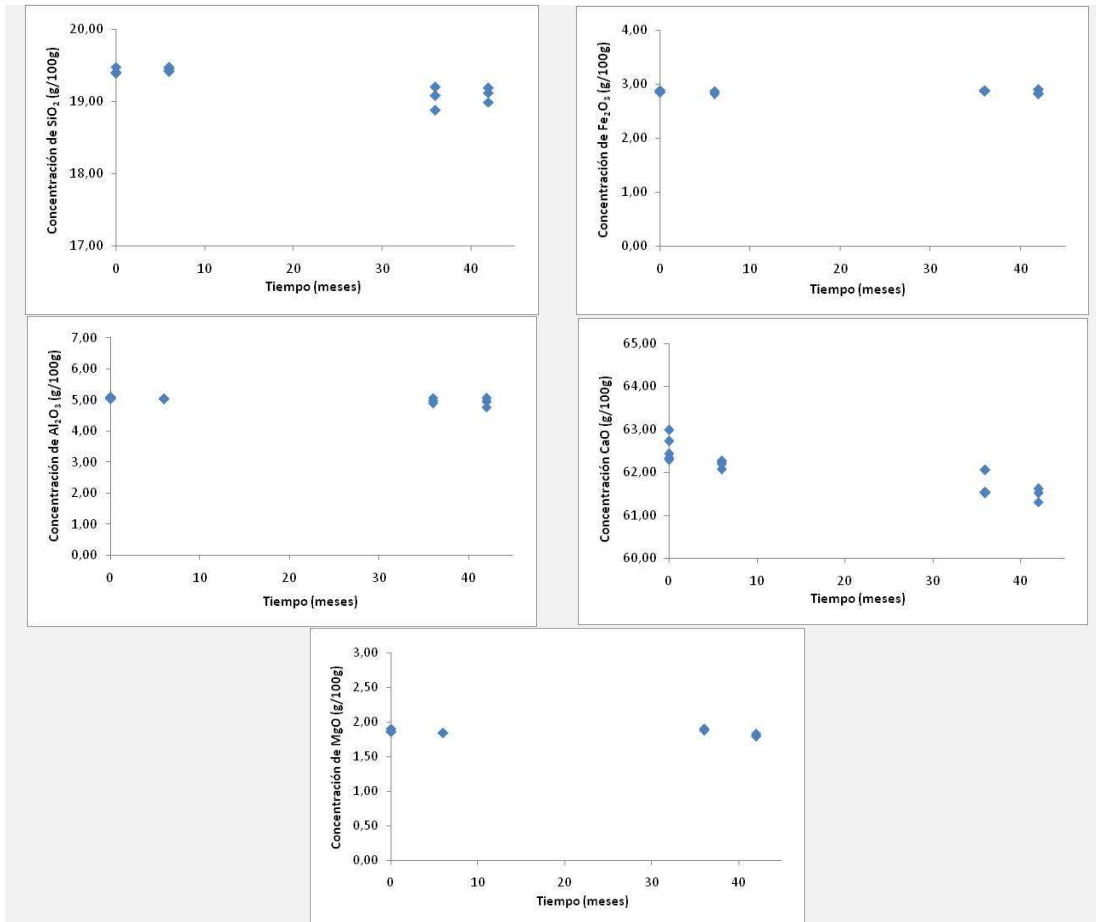 Concentración de SiO₂ (g/100g)
20,00
19,00
18,00
17,00
0 10 20 30 40
Tiempo (meses)
Concentración de Fe₂O₃ (g/100g)
4,00
3,00
2,00
1,00
0,00
0 10 20 30 40
Tiempo (meses)
Concentración de Al₂O₃ (g/100g)
7,00
6,00
5,00
4,00
3,00
2,00
1,00
0,00
0 10 20 30 40
Tiempo (meses)
Concentración CaO (g/100g)
65,00
64,00
63,00
62,00
61,00
60,00
0 10 20 30 40
Tiempo (meses)
Concentración de MgO (g/100g)
3,00
2,50
2,00
1,50
1,00
0,50
0,00
0 10 20 30 40
Tiempo (meses)